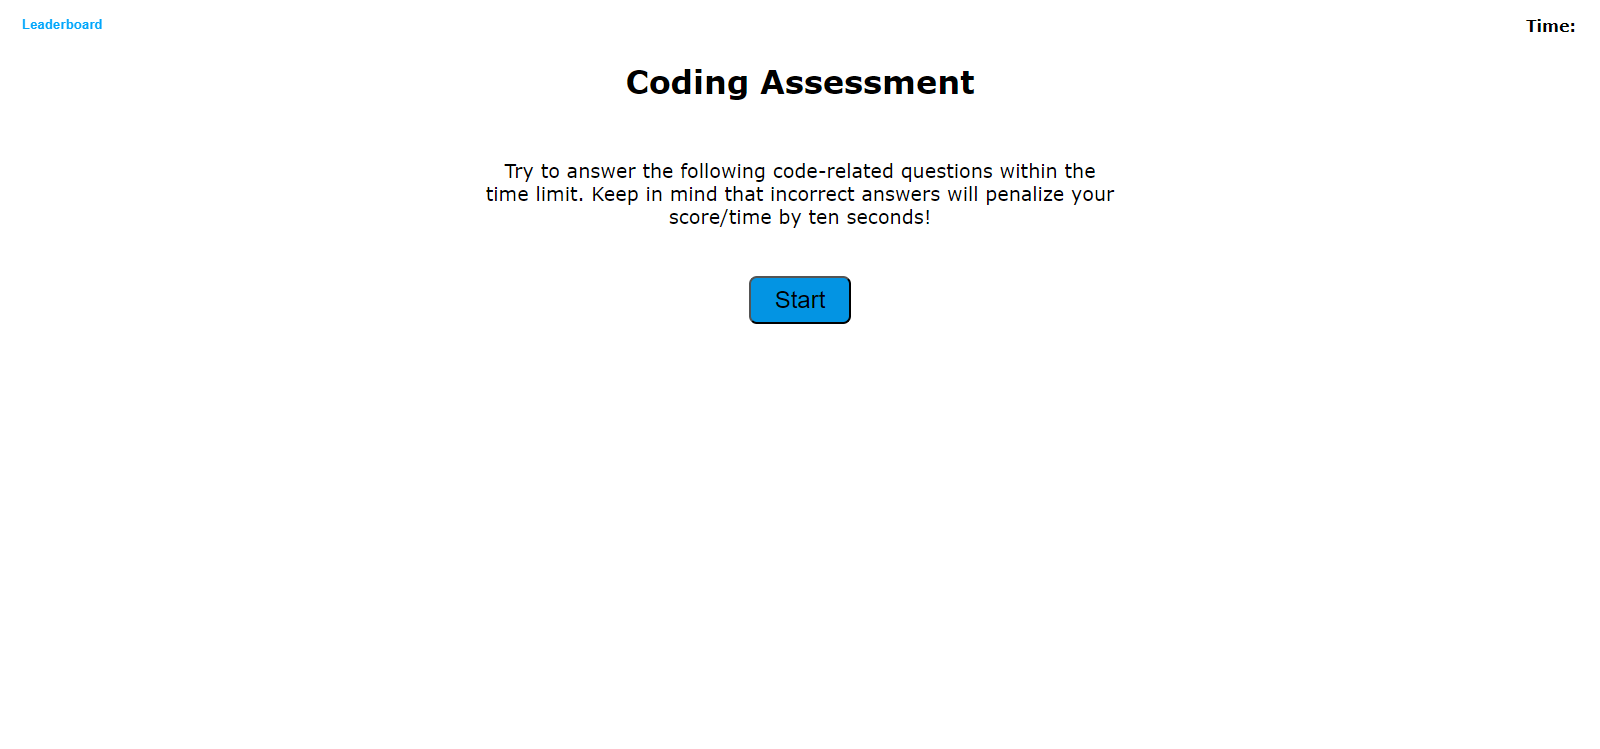 Leaderboard
Time:
Coding Assessment
Try to answer the following code-related questions within the
time limit. Keep in mind that incorrect answers will penalize your
score/time by ten seconds!
Start